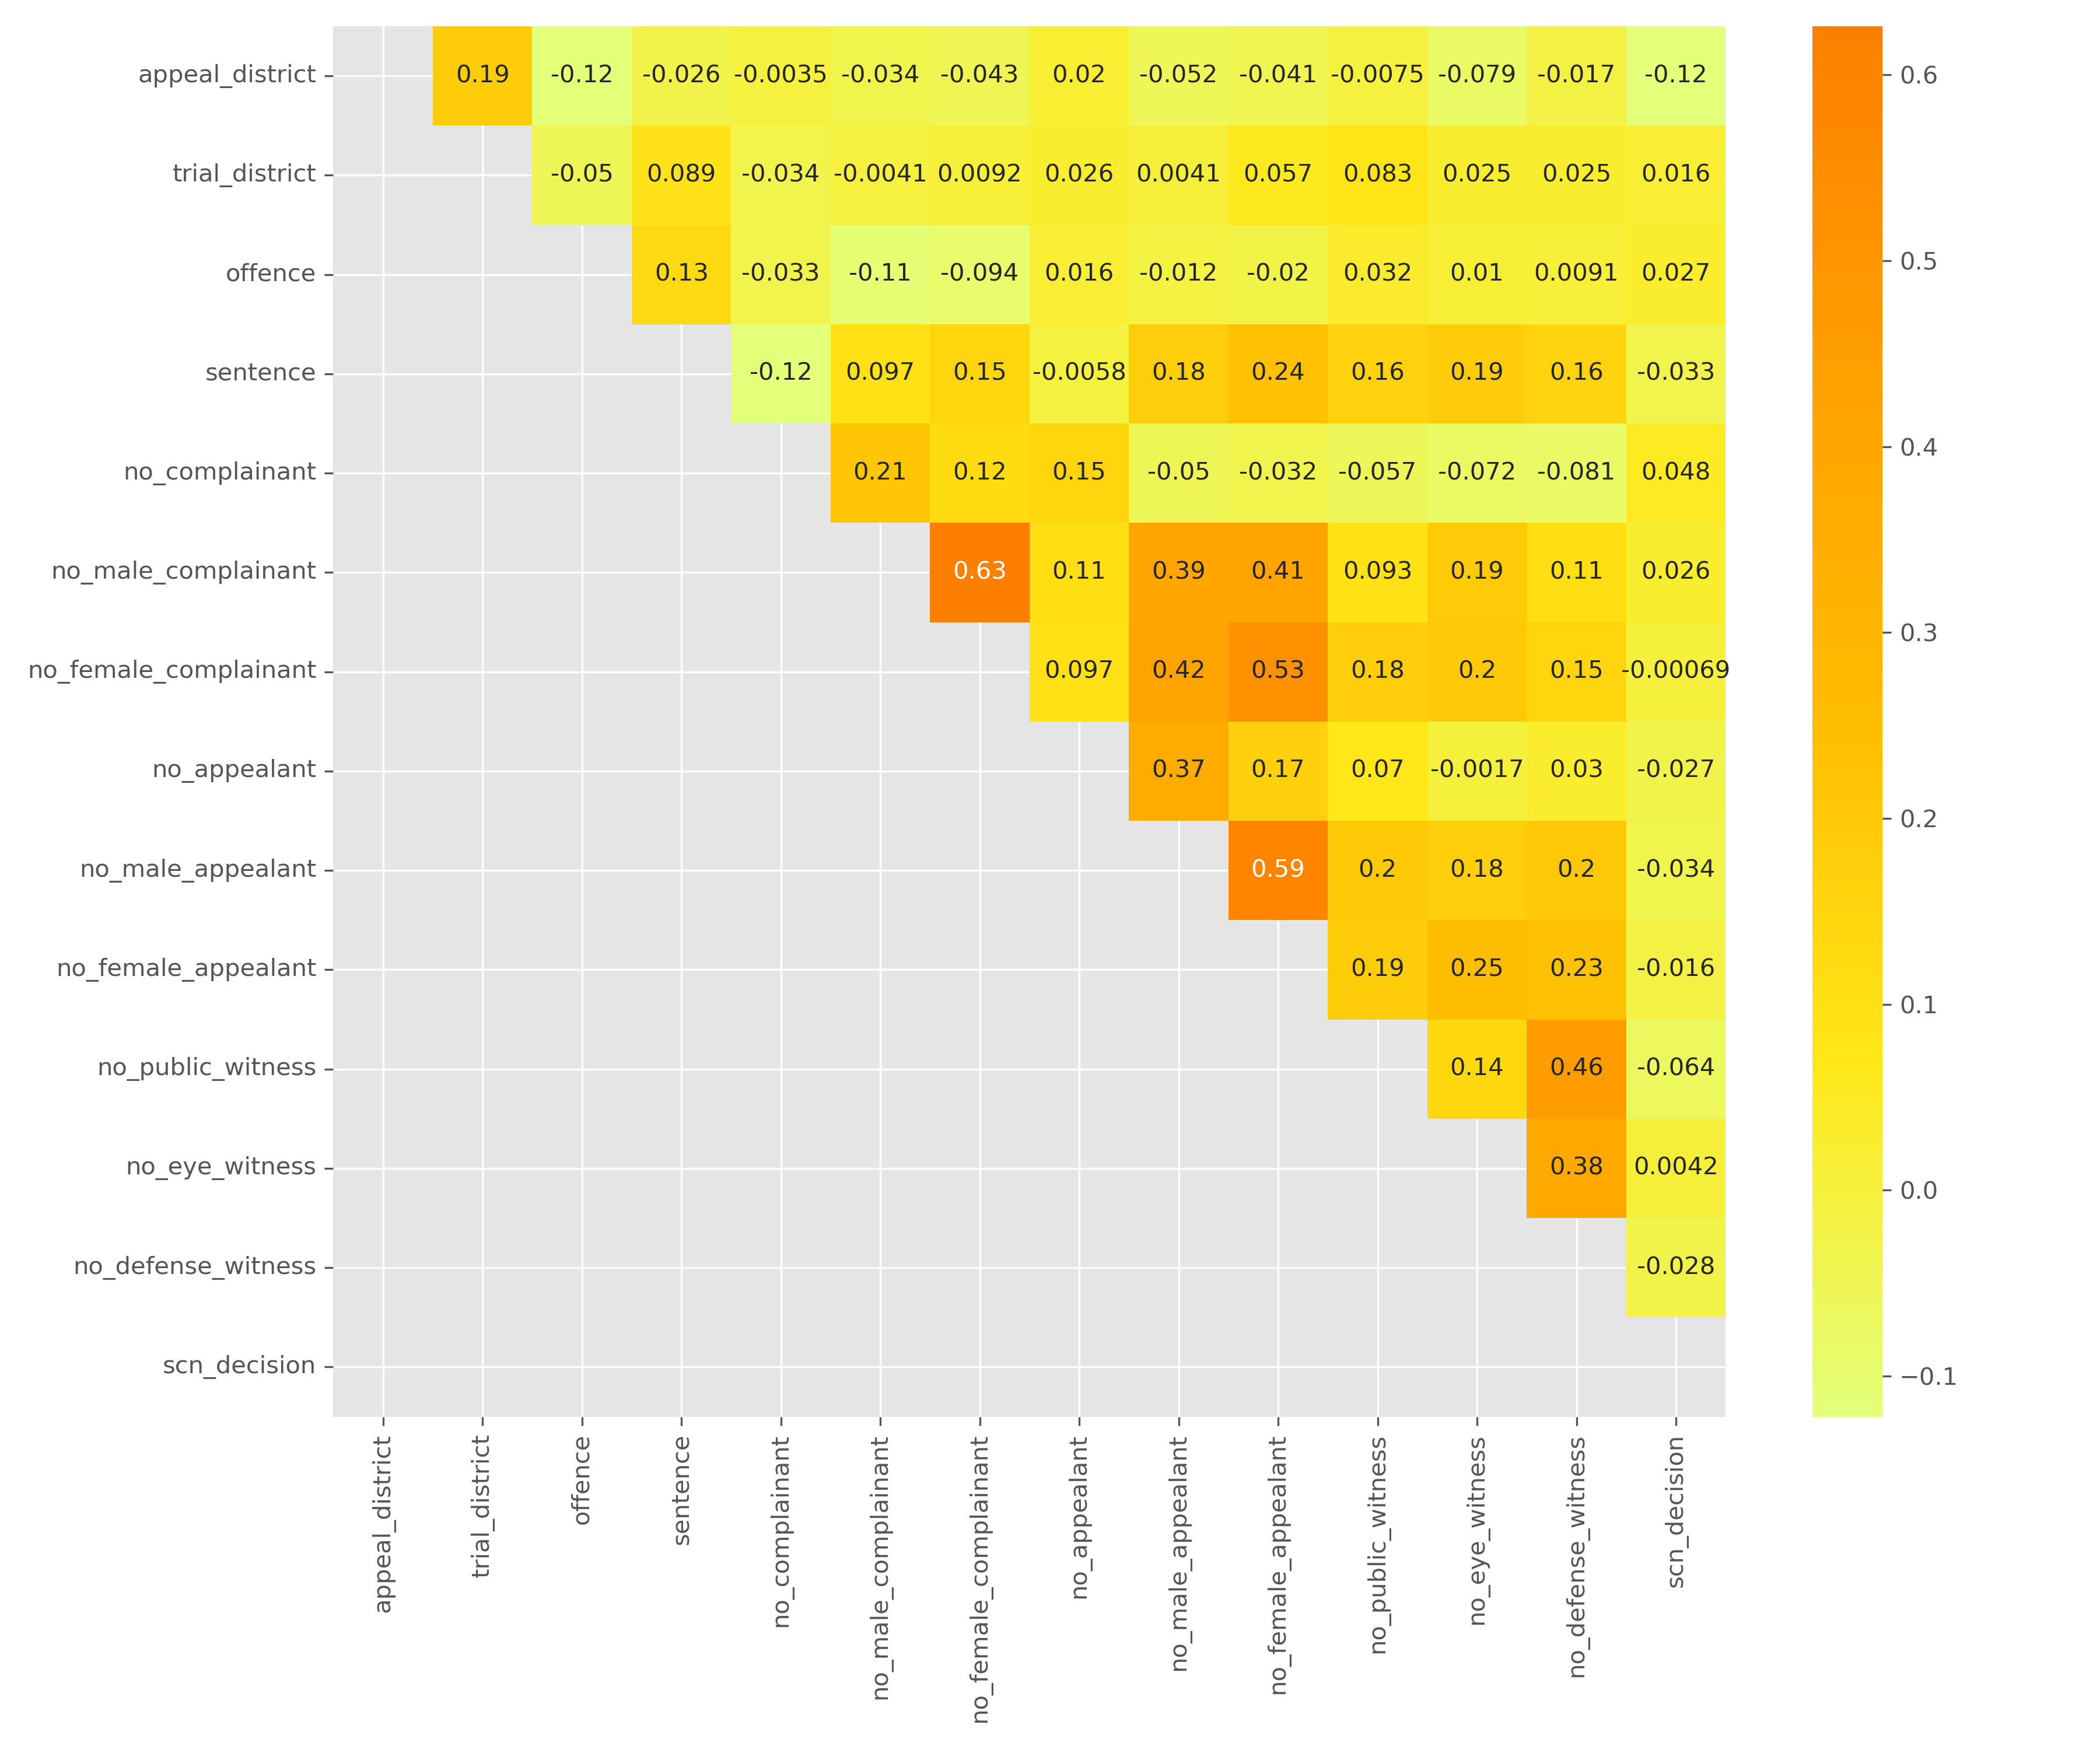 appeal_district 0.19 -0.12 -0.026 -0.0035 -0.034 -0.043 0.02 -0.052 -0.041 -0.0075 -0.079 -0.017 -0.12
trial_district -0.05 0.089 -0.034 -0.0041 0.0092 0.026 0.0041 0.057 0.083 0.025 0.025 0.016
offence 0.13 -0.033 -0.11 -0.094 0.016 -0.012 -0.02 0.032 0.01 0.0091 0.027
sentence -0.12 0.097 0.15 -0.0058 0.18 0.24 0.16 0.19 0.16 -0.033
no_complainant 0.21 0.12 0.15 -0.05 -0.032 -0.057 -0.072 -0.081 0.048
no_male_complainant 0.63 0.11 0.39 0.41 0.093 0.19 0.11 0.026
no_female_complainant 0.097 0.42 0.53 0.18 0.2 0.15 -0.00069
no_appealant 0.37 0.17 0.07 -0.0017 0.03 -0.027
no_male_appealant 0.59 0.2 0.18 0.2 -0.034
no_female_appealant 0.19 0.25 0.23 -0.016
no_public_witness 0.14 0.46 -0.064
no_eye_witness 0.38 0.0042
no_defense_witness -0.028
scn_decision
appeal_district
trial_district
offence
sentence
no_complainant
no_male_complainant
no_female_complainant
no_appealant
no_male_appealant
no_female_appealant
no_public_witness
no_eye_witness
no_defense_witness
scn_decision
0.6
0.5
0.4
0.3
0.2
0.1
0.0
−0.1